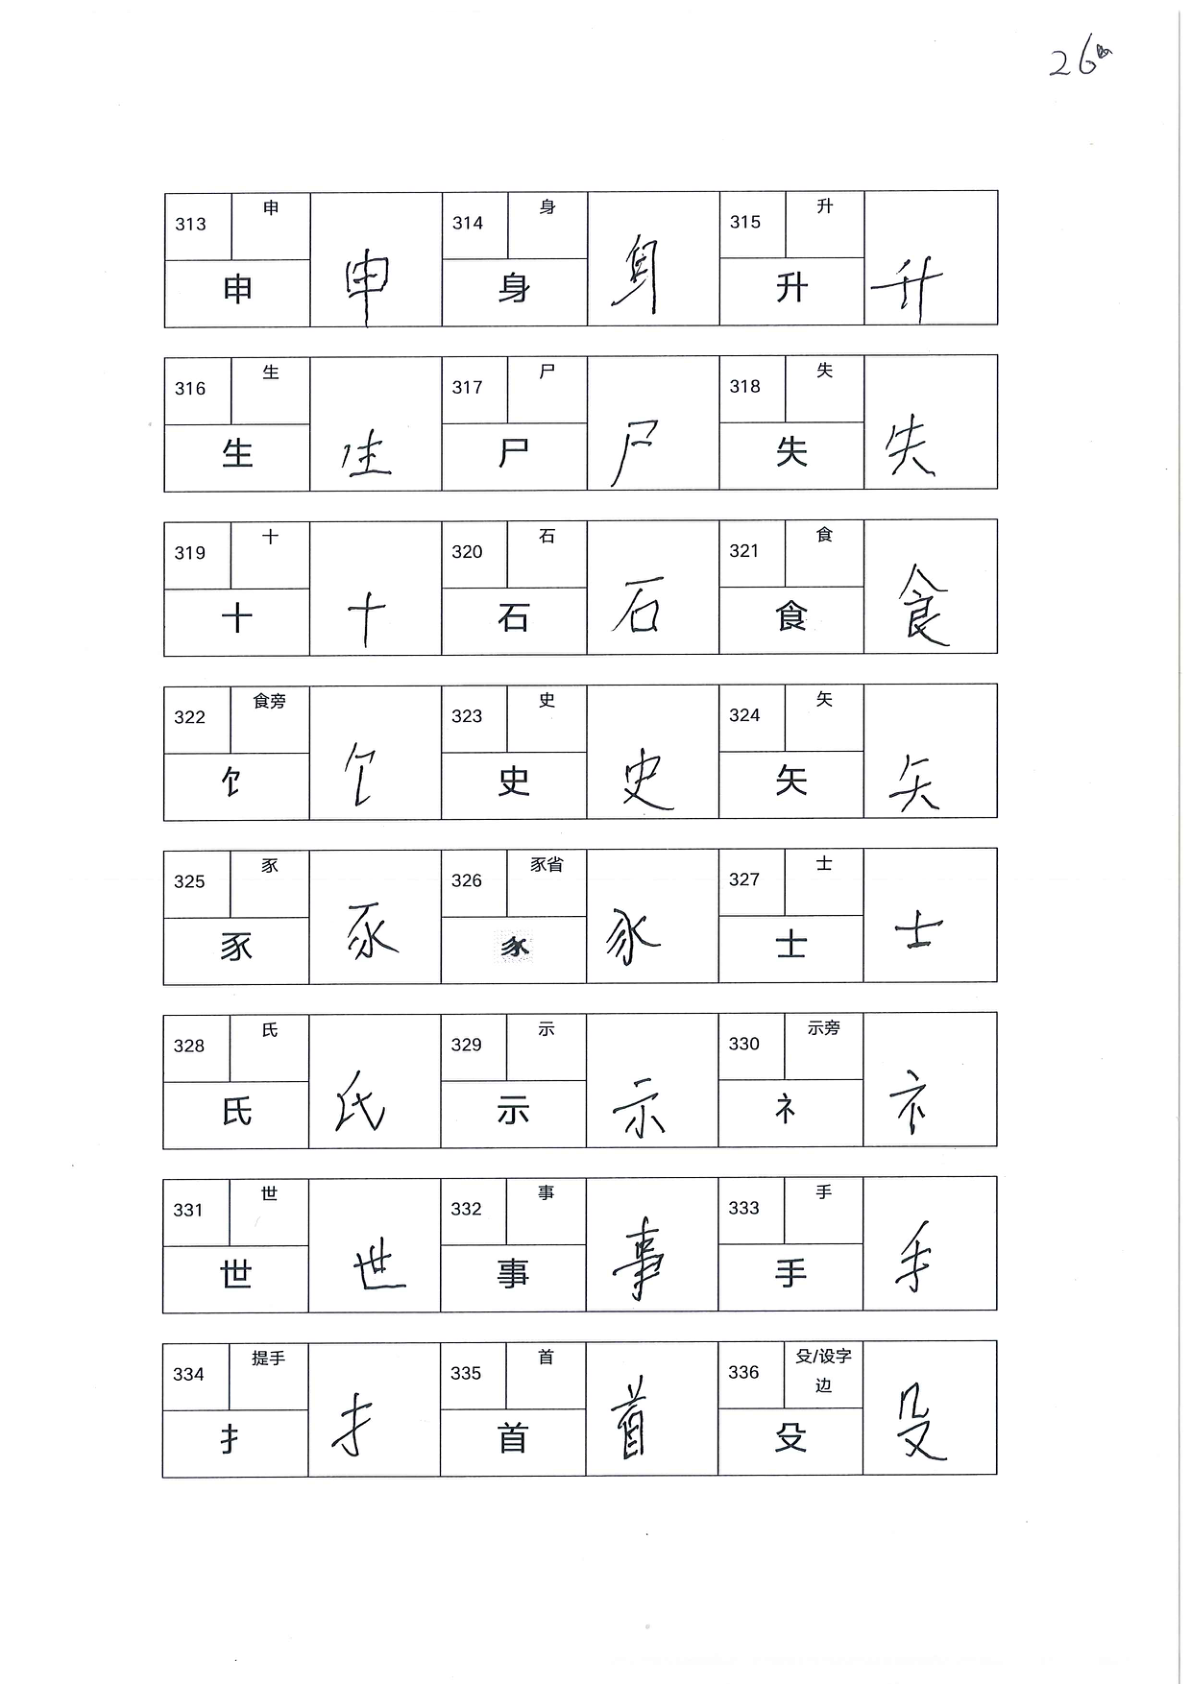 26
313 申 314 身 315 升
申 申 身 身 升 升
316 生 317 尸 318 失
生 生 尸 尸 失 失
319 十 320 石 321 食
十 十 石 石 食 食
322 食旁 323 史 324 矢
饣 饣 史 史 矢 矢
325 豕 326 豕省 327 士
豕 豕 士 士
328 氏 329 示 330 示旁
氏 氏 示 示 礻 礻
331 世 332 事 333 手
世 世 事 事 手 手
334 提手 335 首 336 殳/设字
边
扌 扌 首 首 殳 殳